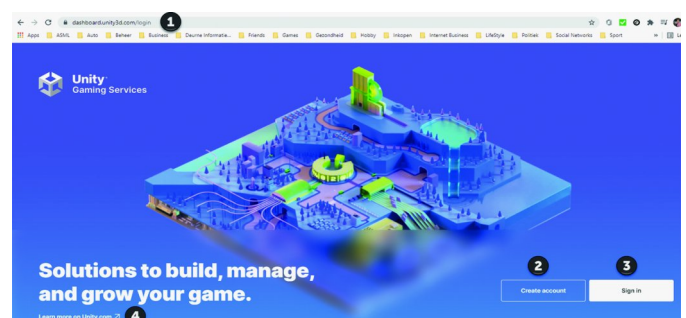 dashboard.unity3d.com/login 1
Apps ASML Auto Beheer Business Deurne Informatie... Friends Games Gezondheid Hobby Inkopen Internet Business LifeStyle Politiek Social Networks Sport »
Unity
Gaming Services
2 3
Solutions to build, manage,
and grow your game.
Create account Sign in
Learn more on Unity.com 4